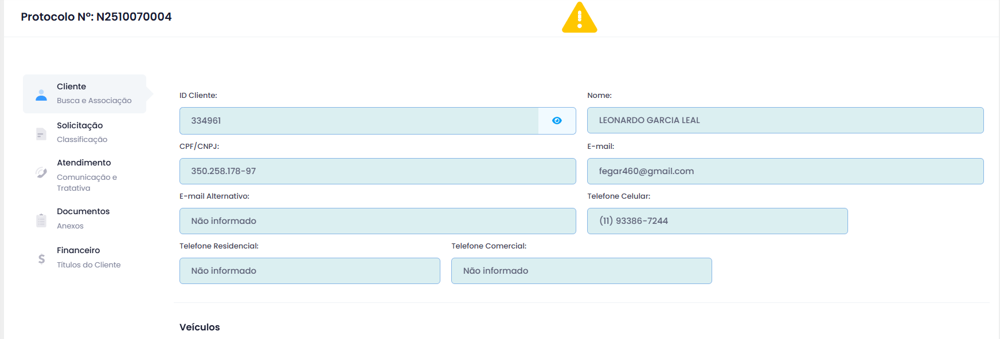 Protocolo Nº: N2510070004
Cliente
Busca e Associação
Solicitação
Classificação
Atendimento
Comunicação e
Tratativa
Documentos
Anexos
Financeiro
Títulos do Cliente
ID Cliente:
334961
Nome:
LEONARDO GARCIA LEAL
CPF/CNPJ:
350.258.178-97
E-mail:
fegar460@gmail.com
E-mail Alternativo:
Não informado
Telefone Celular:
(11) 93386-7244
Telefone Residencial:
Não informado
Telefone Comercial:
Não informado
Veículos